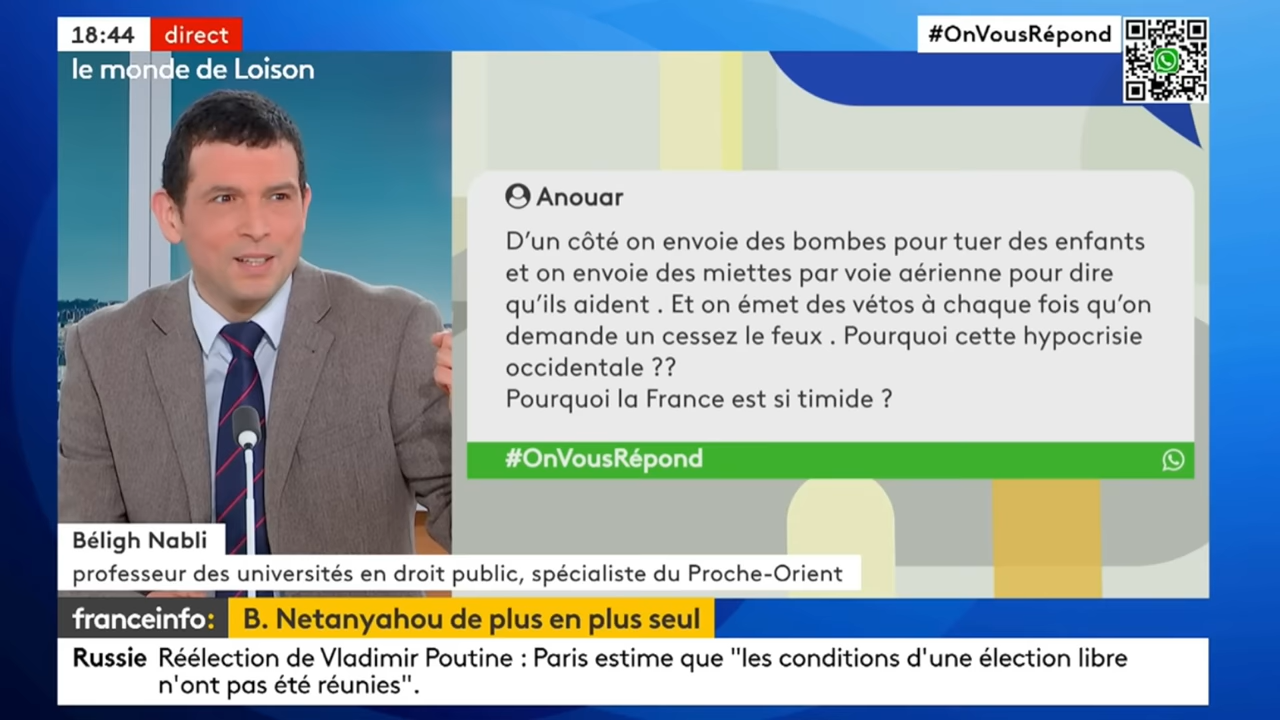 18:44 direct
#OnVousRépond
le monde de Loison
Anouar
D’un côté on envoie des bombes pour tuer des enfants
et on envoie des miettes par voie aérienne pour dire
qu’ils aident . Et on émet des vétos à chaque fois qu’on
demande un cessez le feux . Pourquoi cette hypocrisie
occidentale ??
Pourquoi la France est si timide ?
#OnVousRépond
Béligh Nabli
professeur des universités en droit public, spécialiste du Proche-Orient
franceinfo: B. Netanyahou de plus en plus seul
Russie Réélection de Vladimir Poutine : Paris estime que "les conditions d'une élection libre
n'ont pas été réunies".